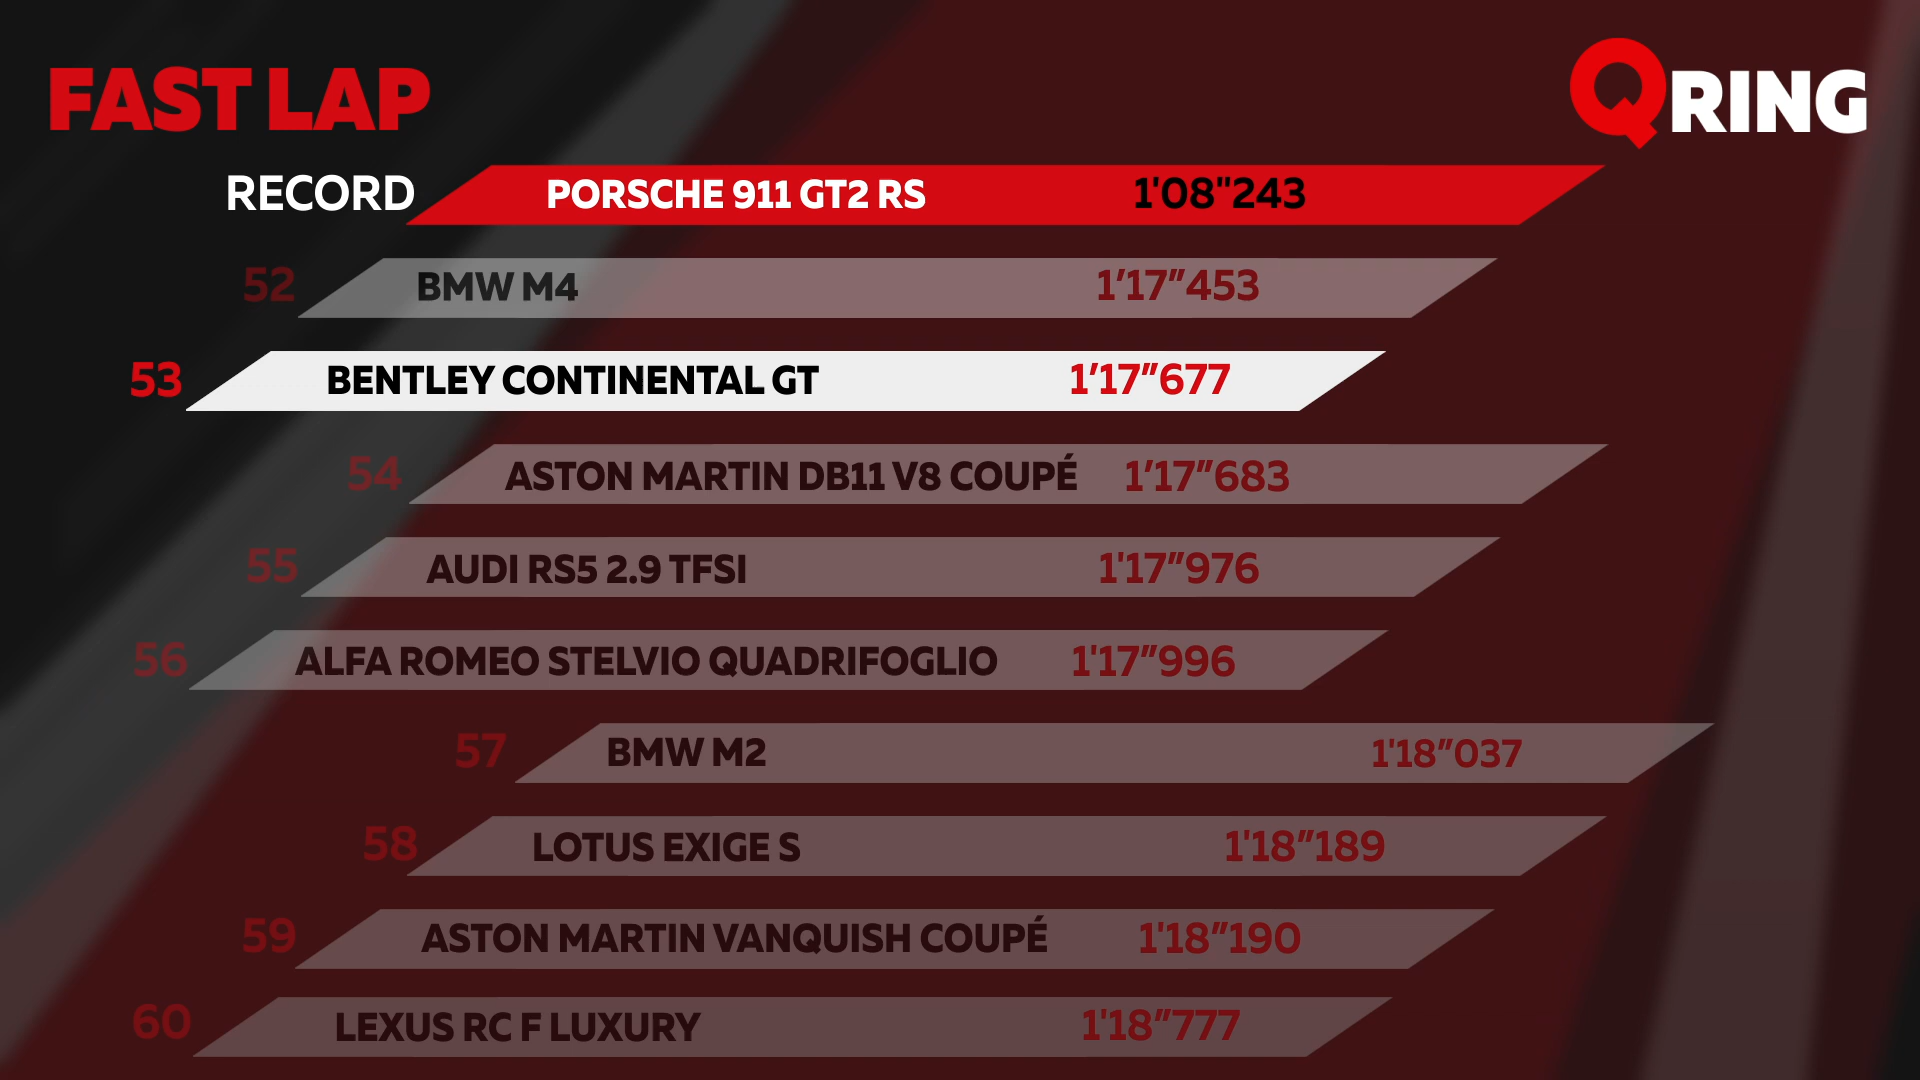 FAST LAP
QRING
RECORD PORSCHE 911 GT2 RS 1'08"243
52 BMW M4 1'17"453
53 BENTLEY CONTINENTAL GT 1'17"677
54 ASTON MARTIN DB11 V8 COUPÉ 1'17"683
55 AUDI RS5 2.9 TFSI 1'17"976
56 ALFA ROMEO STELVIO QUADRIFOGLIO 1'17"996
57 BMW M2 1'18"037
58 LOTUS EXIGE S 1'18"189
59 ASTON MARTIN VANQUISH COUPÉ 1'18"190
60 LEXUS RC F LUXURY 1'18"777